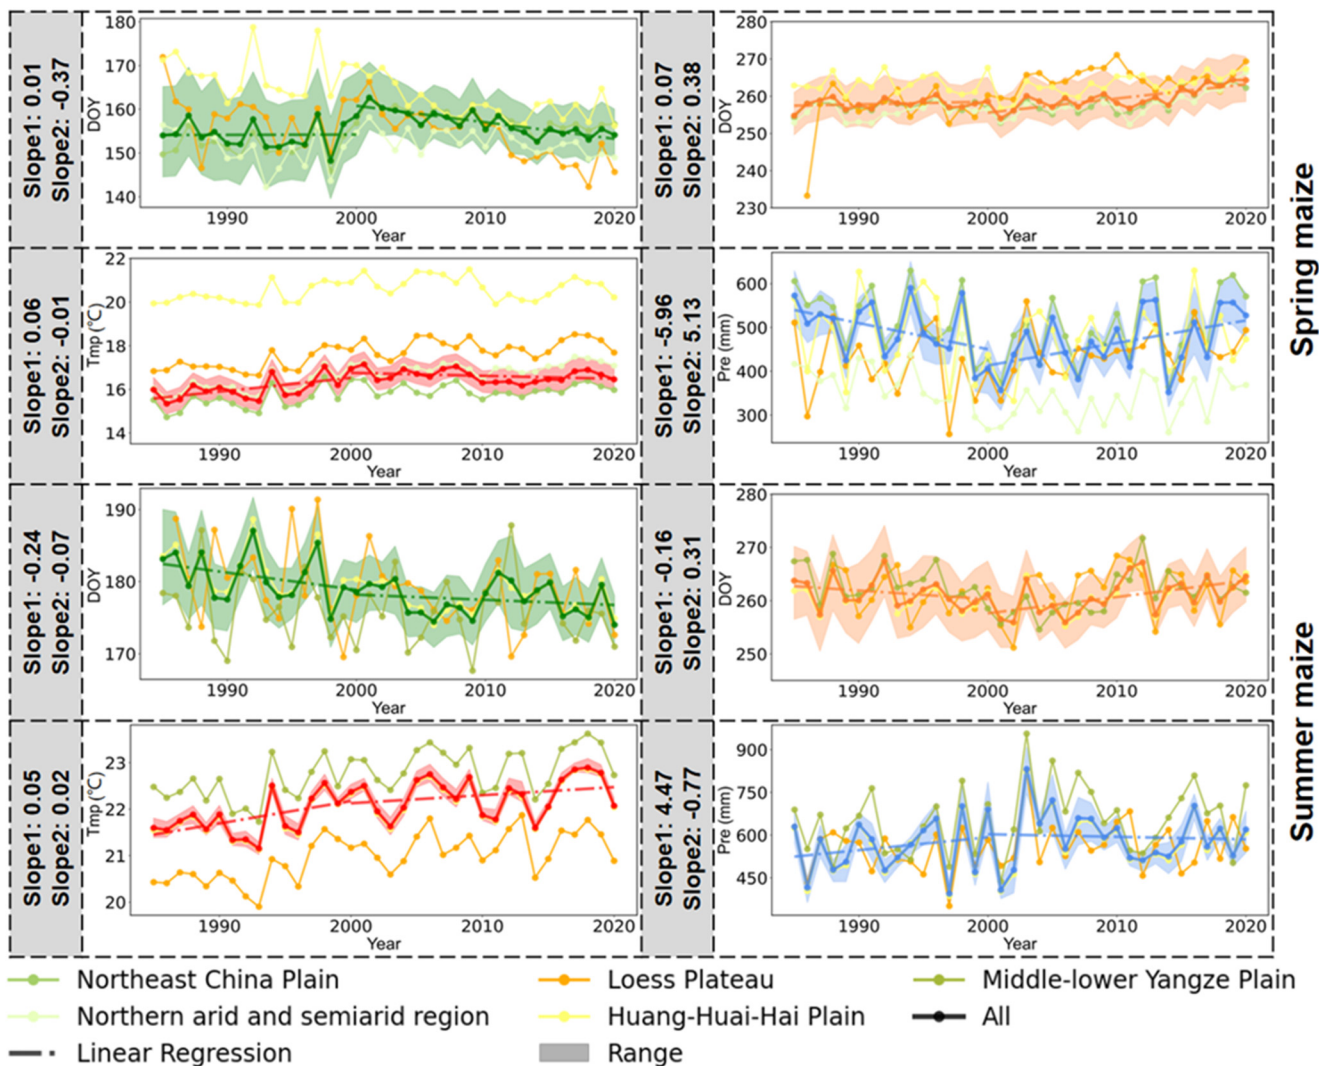 Slope1: 0.01
Slope2: -0.37
DOY
180
170
160
150
140
1990
2000
2010
2020
Year
Slope1: 0.07
Slope2: 0.38
DOY
280
270
260
250
240
230
1990
2000
2010
2020
Year
Spring maize
Slope1: 0.06
Slope2: -0.01
Tmp (℃)
22
20
18
16
14
1990
2000
2010
2020
Year
Slope1: -5.96
Slope2: 5.13
Pre (mm)
600
500
400
300
1990
2000
2010
2020
Year
Slope1: -0.24
Slope2: -0.07
DOY
190
180
170
1990
2000
2010
2020
Year
Slope1: -0.16
Slope2: 0.31
DOY
280
270
260
250
1990
2000
2010
2020
Year
Summer maize
Slope1: 0.05
Slope2: 0.02
Tmp (℃)
23
22
21
20
1990
2000
2010
2020
Year
Slope1: 4.47
Slope2: -0.77
Pre (mm)
900
750
600
450
1990
2000
2010
2020
Year
Northeast China Plain
Loess Plateau
Middle-lower Yangze Plain
Northern arid and semiarid region
Huang-Huai-Hai Plain
All
Linear Regression
Range